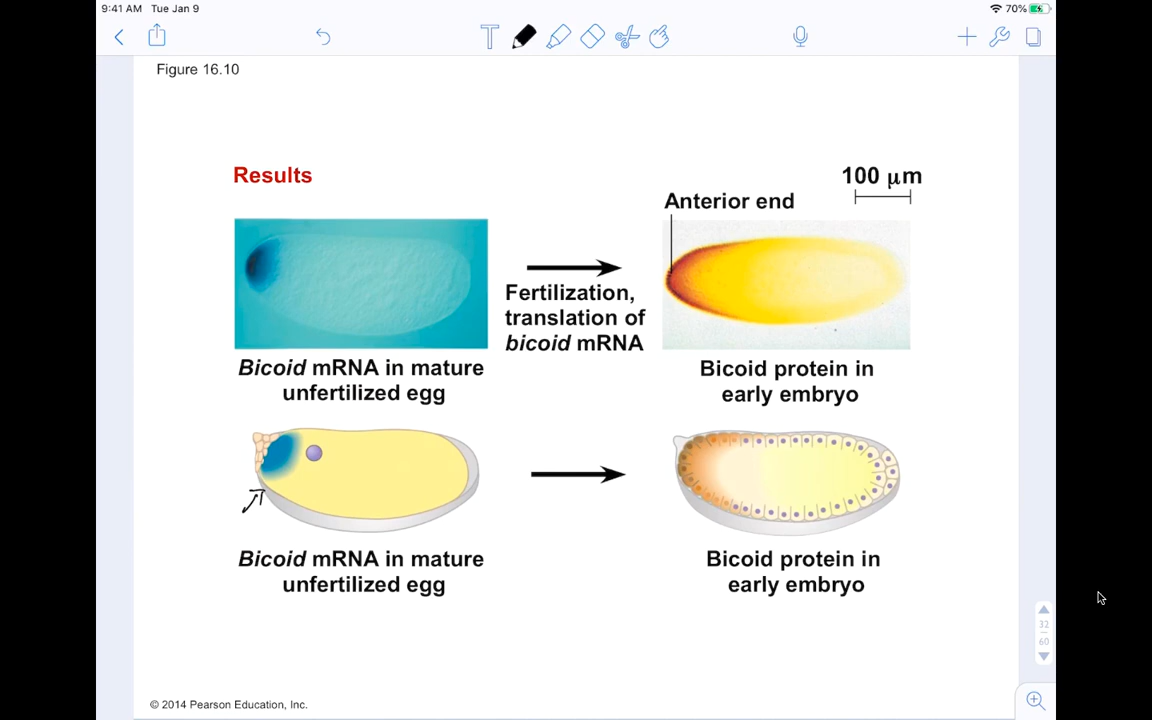 9:41 AM Tue Jan 9
70%
T
Figure 16.10
Results
100 μm
Anterior end
Fertilization,
translation of
bicoid mRNA
Bicoid mRNA in mature
unfertilized egg
Bicoid protein in
early embryo
Bicoid mRNA in mature
unfertilized egg
Bicoid protein in
early embryo
32
60
© 2014 Pearson Education, Inc.